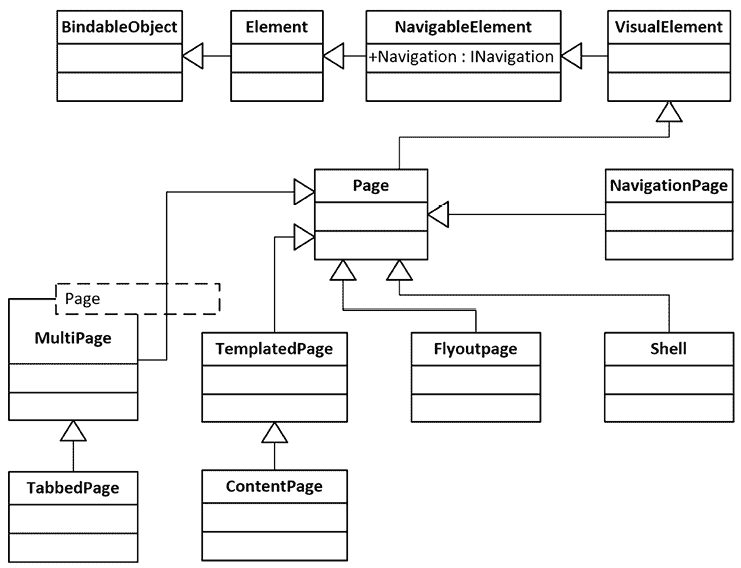 BindableObject
Element
NavigableElement
VisualElement
+Navigation : INavigation
Page
NavigationPage
Page
MultiPage
TemplatedPage
Flyoutpage
Shell
TabbedPage
ContentPage